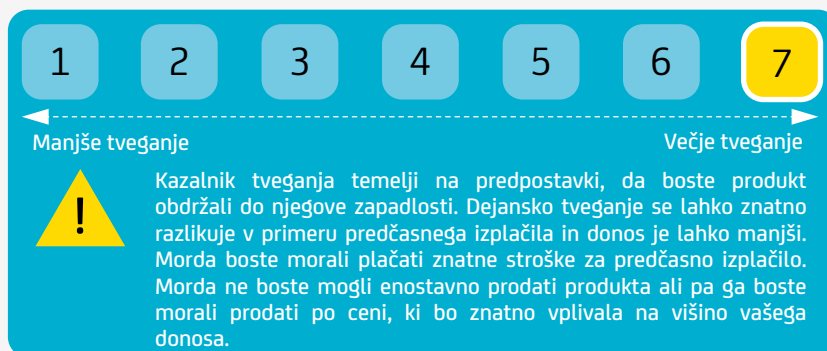 1 2 3 4 5 6 7
Manjše tveganje Večje tveganje
!
Kazalnik tveganja temelji na predpostavki, da boste produkt
obdržali do njegove zapadlosti. Dejansko tveganje se lahko znatno
razlikuje v primeru predčasnega izplačila in donos je lahko manjši.
Morda boste morali plačati znatne stroške za predčasno izplačilo.
Morda ne boste mogli enostavno prodati produkta ali pa ga boste
morali prodati po ceni, ki bo znatno vplivala na višino vašega
donosa.